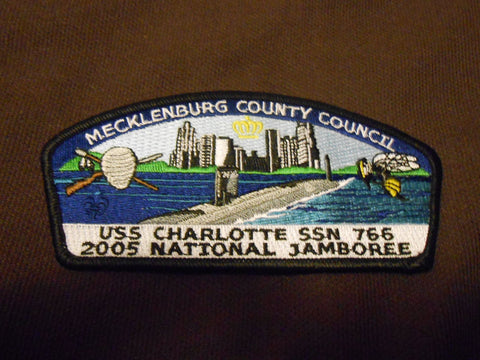 MECKLENBURG COUNTY COUNCIL
USS CHARLOTTE SSN 766
2005 NATIONAL JAMBOREE